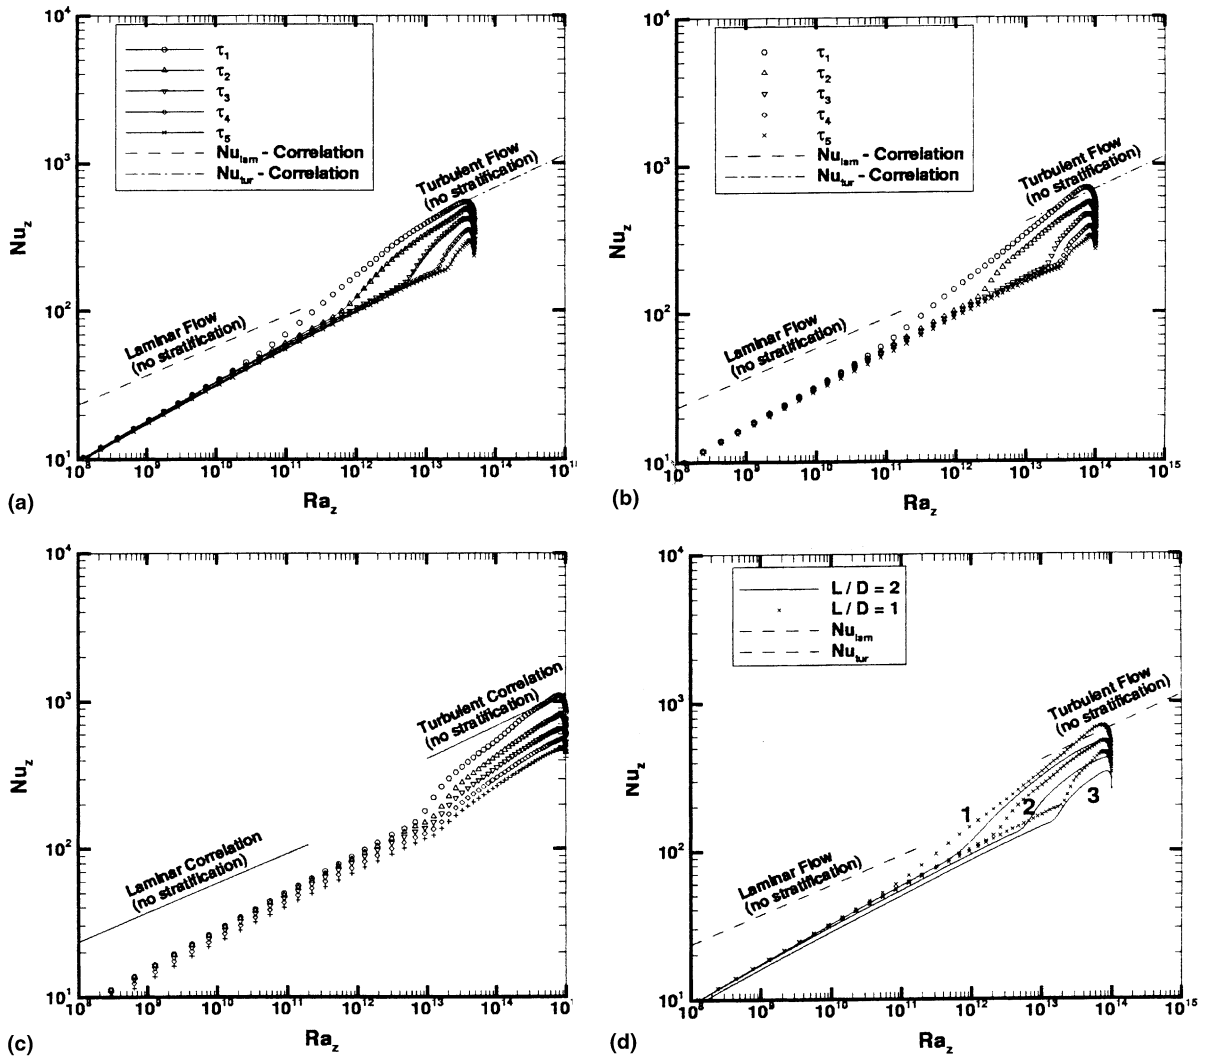 10⁴
τ₁
τ₂
τ₃
τ₄
τ₅
Nu_lam - Correlation
Nu_tur - Correlation
10³
Turbulent Flow
(no stratification)
Nu_z
10²
Laminar Flow
(no stratification)
10¹
10⁸ 10⁹ 10¹⁰ 10¹¹ 10¹² 10¹³ 10¹⁴
(a)
Ra_z
10⁴
τ₁
τ₂
τ₃
τ₄
τ₅
Nu_lam - Correlation
Nu_tur - Correlation
10³
Turbulent Flow
(no stratification)
Nu_z
10²
Laminar Flow
(no stratification)
10¹
10⁸ 10⁹ 10¹⁰ 10¹¹ 10¹² 10¹³ 10¹⁴ 10¹⁵
(b)
Ra_z
10⁴
10³
Turbulent Correlation
(no stratification)
Nu_z
10²
Laminar Correlation
(no stratification)
10¹
10⁸ 10⁹ 10¹⁰ 10¹¹ 10¹² 10¹³ 10¹⁴
(c)
Ra_z
10⁴
L / D = 2
L / D = 1
Nu_lam
Nu_tur
10³
Turbulent Flow
(no stratification)
Nu_z
1 2 3
10²
Laminar Flow
(no stratification)
10¹
10⁸ 10⁹ 10¹⁰ 10¹¹ 10¹² 10¹³ 10¹⁴ 10¹⁵
(d)
Ra_z